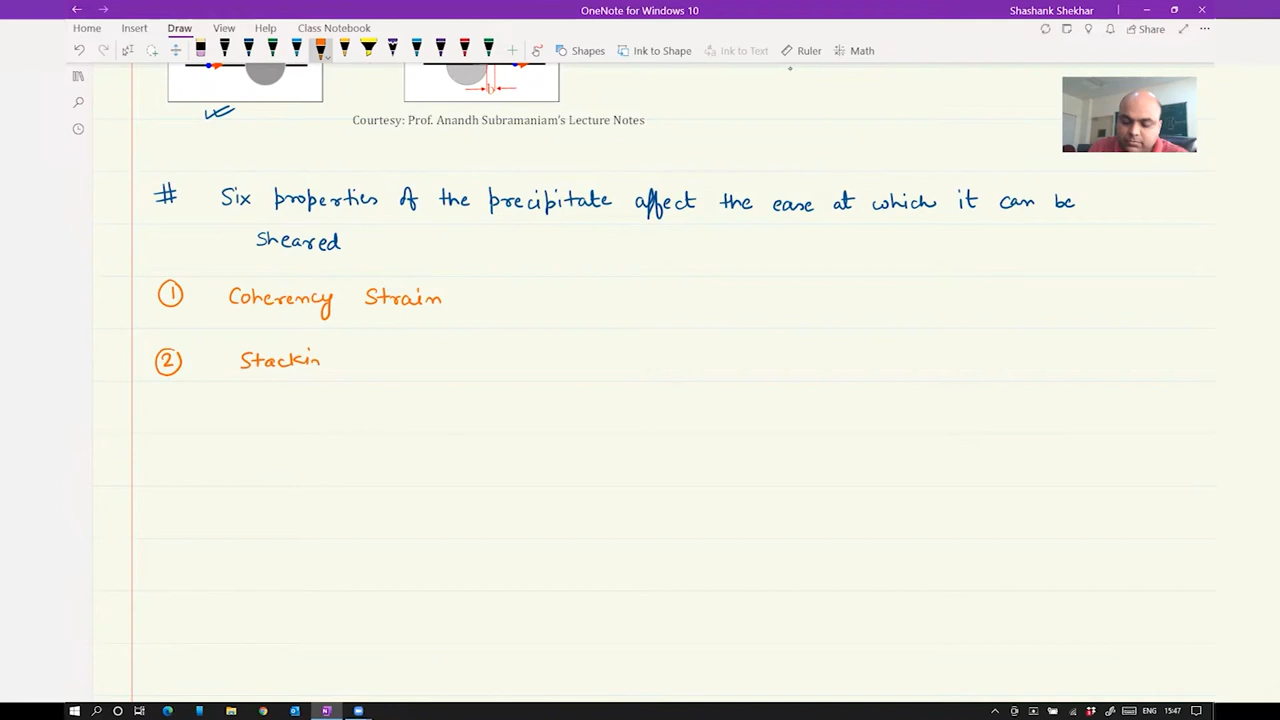 OneNote for Windows 10
Shashank Shekhar
Home Insert Draw View Help Class Notebook
Share
Shapes Ink to Shape Ink to Text Ruler Math
b
Courtesy: Prof. Anandh Subramaniam's Lecture Notes
# Six properties of the precipitate affect the ease at which it can be
sheared
① Coherency Strain
② Stackin
ENG 15:47